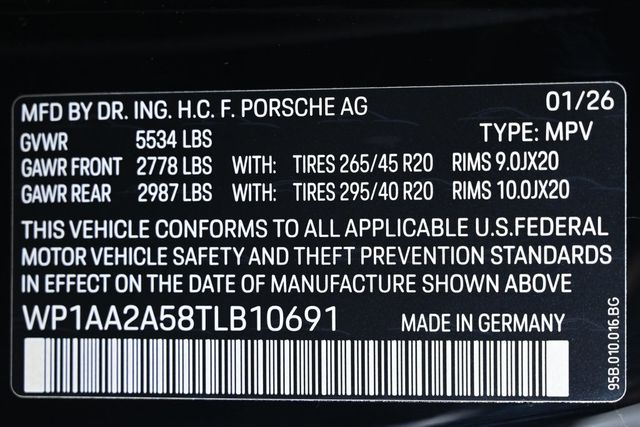 MFD BY DR. ING. H.C. F. PORSCHE AG 01/26
GVWR 5534 LBS TYPE: MPV
GAWR FRONT 2778 LBS WITH: TIRES 265/45 R20 RIMS 9.0JX20
GAWR REAR 2987 LBS WITH: TIRES 295/40 R20 RIMS 10.0JX20
THIS VEHICLE CONFORMS TO ALL APPLICABLE U.S.FEDERAL
MOTOR VEHICLE SAFETY AND THEFT PREVENTION STANDARDS
IN EFFECT ON THE DATE OF MANUFACTURE SHOWN ABOVE
WP1AA2A58TLB10691 MADE IN GERMANY
95B.010.016.BG